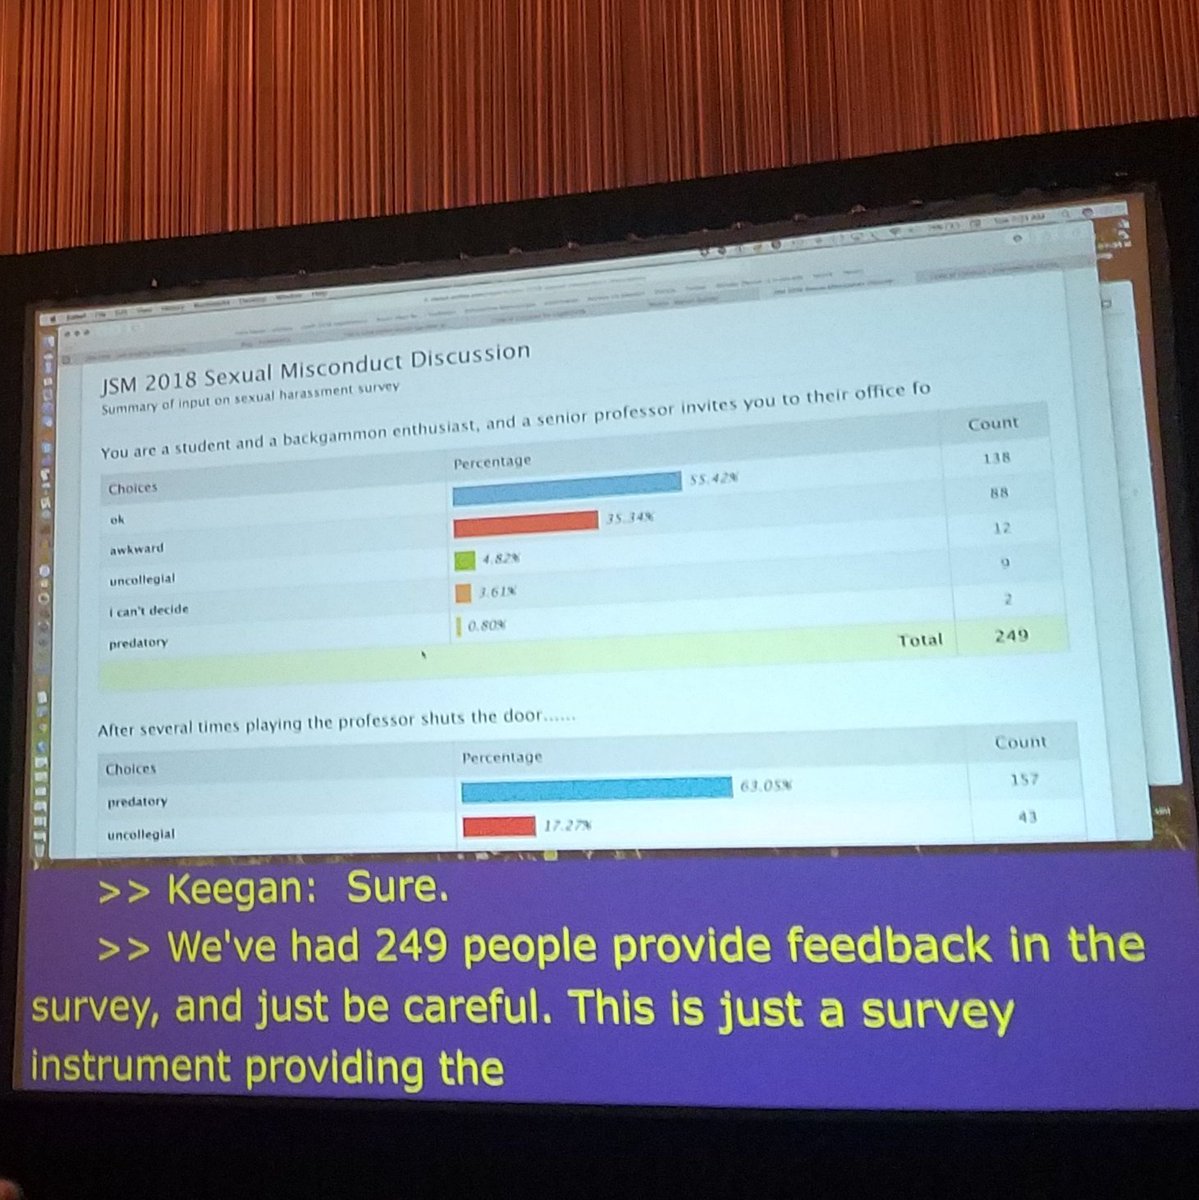 JSM 2018 Sexual Misconduct Discussion
Summary of input on sexual harassment survey
You are a student and a backgammon enthusiast, and a senior professor invites you to their office fo
Choices Percentage Count
ok 55.42% 138
awkward 35.34% 88
uncollegial 4.82% 12
i can't decide 3.61% 9
predatory 0.80% 2
Total 249
After several times playing the professor shuts the door......
Choices Percentage Count
predatory 63.05% 157
uncollegial 17.27% 43
>> Keegan: Sure.
>> We've had 249 people provide feedback in the
survey, and just be careful. This is just a survey
instrument providing the